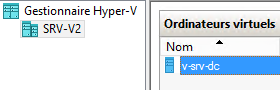 Gestionnaire Hyper-V
SRV-V2
Ordinateurs virtuels
Nom
v-srv-dc